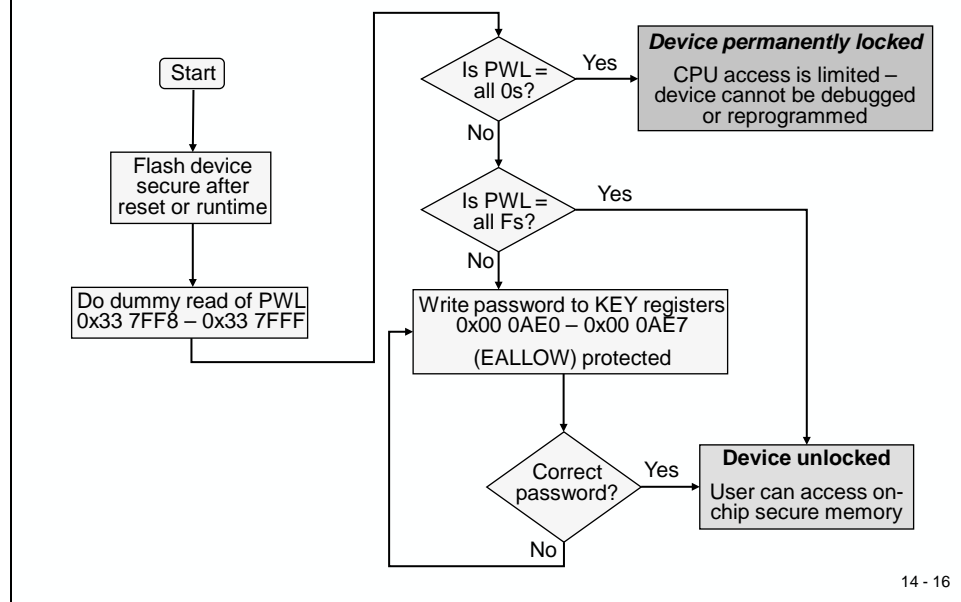 Start
Flash device
secure after
reset or runtime
Do dummy read of PWL
0x33 7FF8 – 0x33 7FFF
Is PWL =
all 0s?
Yes
No
Device permanently locked
CPU access is limited –
device cannot be debugged
or reprogrammed
Is PWL =
all Fs?
Yes
No
Write password to KEY registers
0x00 0AE0 – 0x00 0AE7
(EALLOW) protected
Correct
password?
Yes
No
Device unlocked
User can access on-
chip secure memory
14 - 16